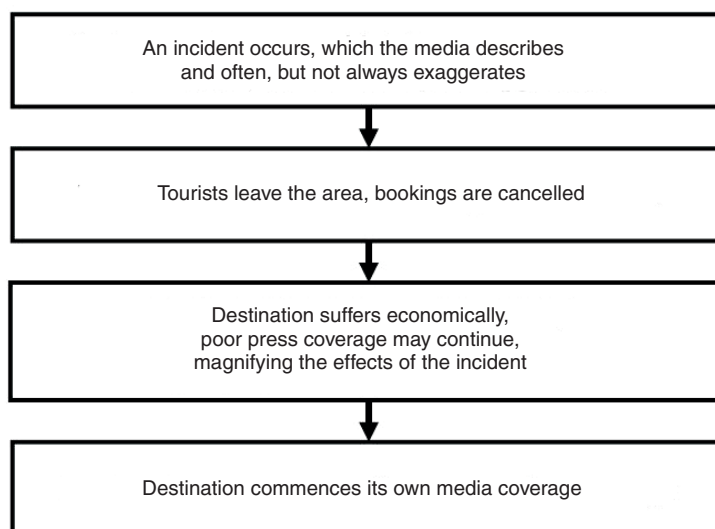 An incident occurs, which the media describes
and often, but not always exaggerates
Tourists leave the area, bookings are cancelled
Destination suffers economically,
poor press coverage may continue,
magnifying the effects of the incident
Destination commences its own media coverage